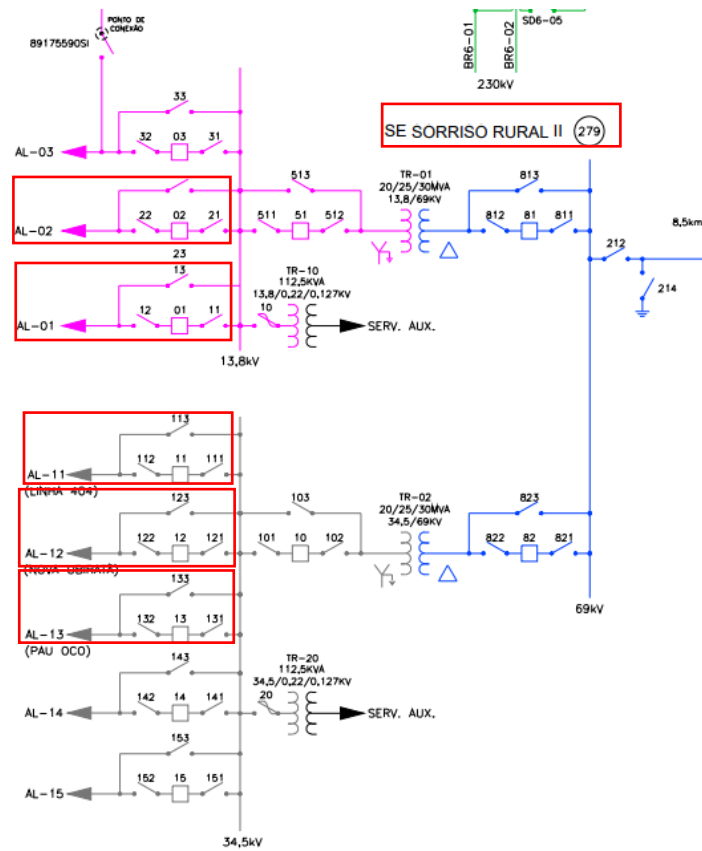 PONTO DE
CONEXÃO
89175590SI
BR6-01
BR6-02
SD6-05
230kV
SE SORRISO RURAL II 279
33
32 03 31
AL-03
22 02 21
AL-02
23
513
511 51 512
TR-01
20/25/30MVA
13,8/69KV
813
812 81 811
212
8,5km
214
13
12 01 11
AL-01
TR-10
112,5KVA
13,8/0,22/0,127KV
10
SERV. AUX.
13,8kV
113
112 11 111
AL-11
(LINHA 404)
123
122 12 121
AL-12
(NOVA UBIRATÃ)
103
101 10 102
TR-02
20/25/30MVA
34,5/69KV
823
822 82 821
69kV
133
132 13 131
AL-13
(PAU OCO)
143
142 14 141
AL-14
TR-20
112,5KVA
34,5/0,22/0,127KV
20
SERV. AUX.
153
152 15 151
AL-15
34,5kV